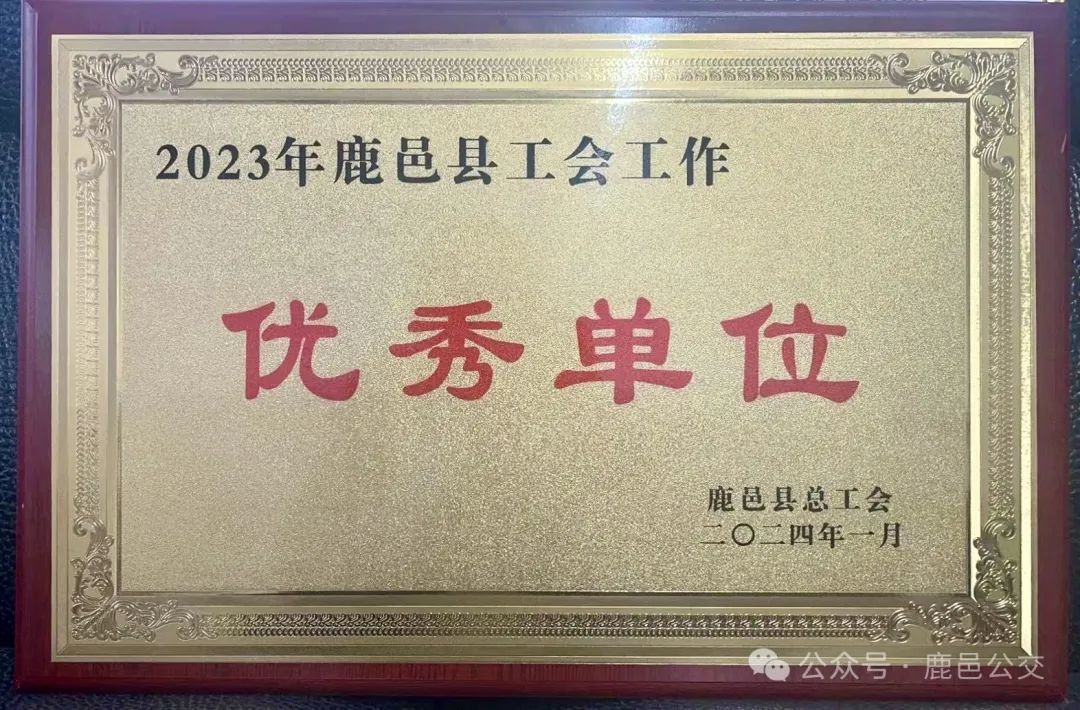 2023年鹿邑县工会工作
优秀单位
鹿邑县总工会
二〇二四年一月
公众号·鹿邑公交